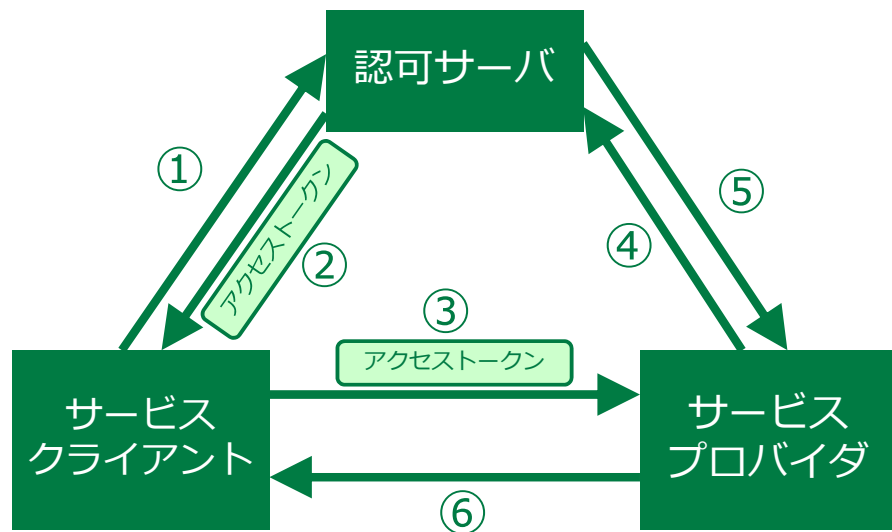 認可サーバ
①
アクセストークン
②
⑤
④
③
アクセストークン
サービス
クライアント
サービス
プロバイダ
⑥